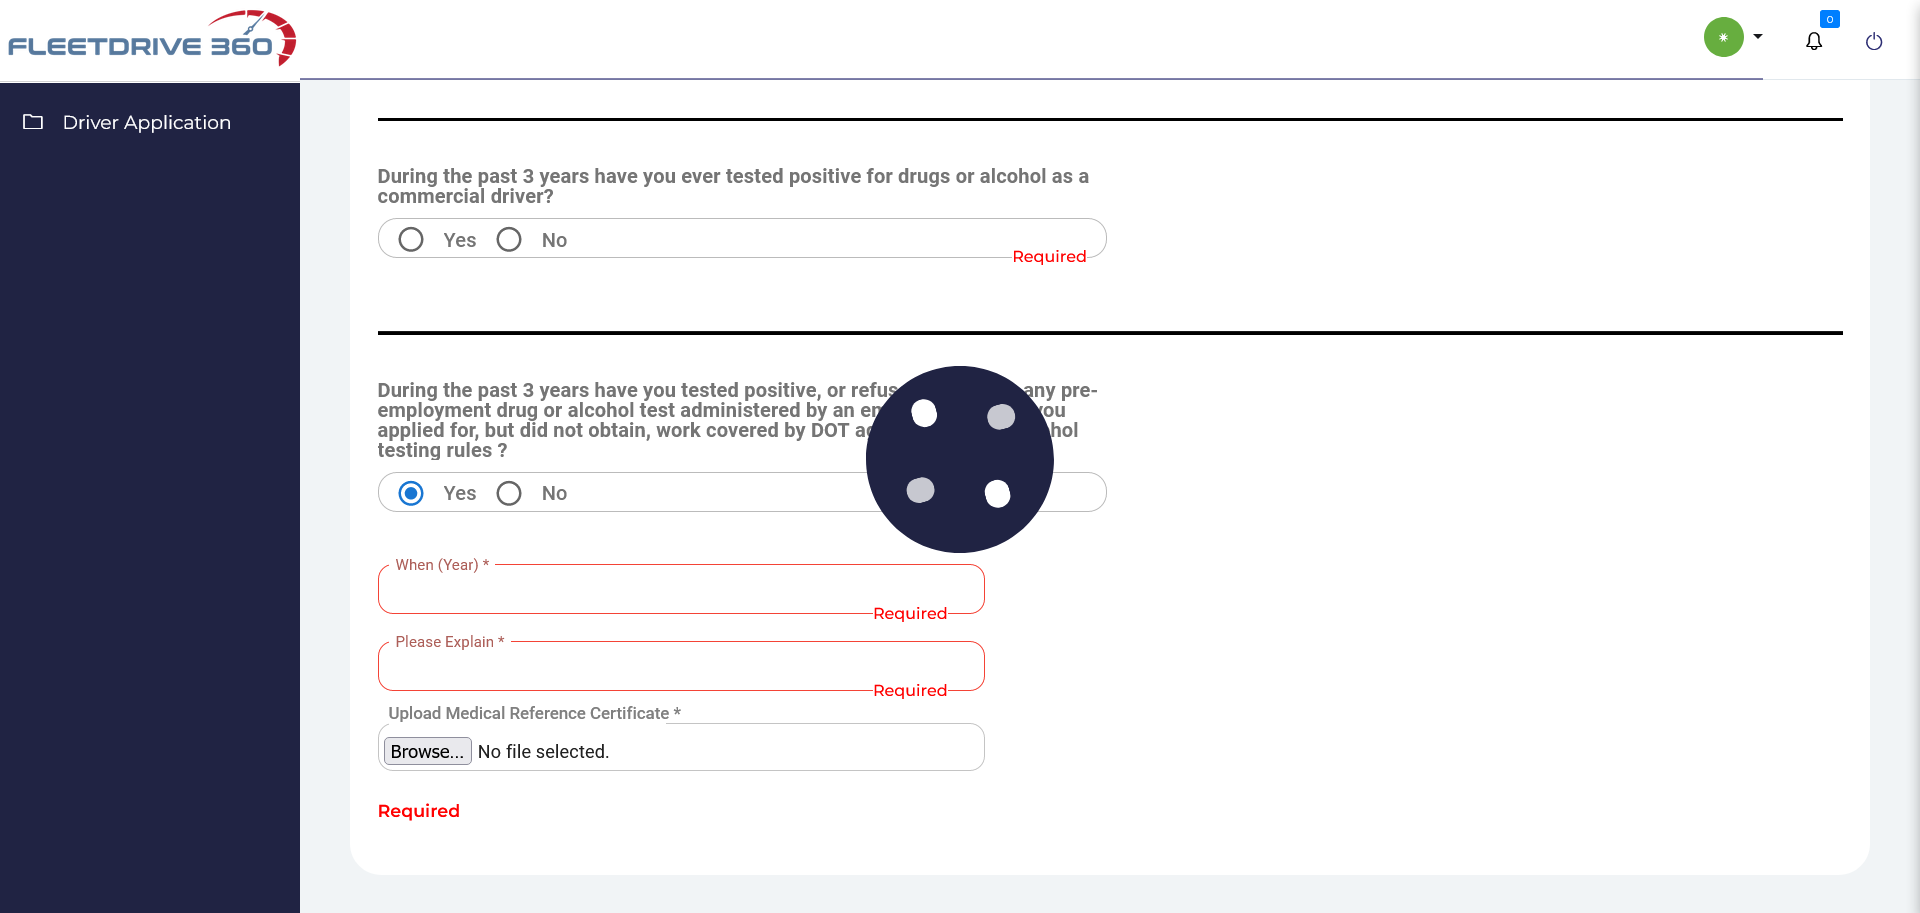 FLEETDRIVE 360
0
Driver Application
During the past 3 years have you ever tested positive for drugs or alcohol as a
commercial driver?
Yes No
Required
During the past 3 years have you tested positive, or refus any pre-
employment drug or alcohol test administered by an em you
applied for, but did not obtain, work covered by DOT a hol
testing rules ?
Yes No
When (Year) *
Required
Please Explain *
Required
Upload Medical Reference Certificate *
Browse... No file selected.
Required